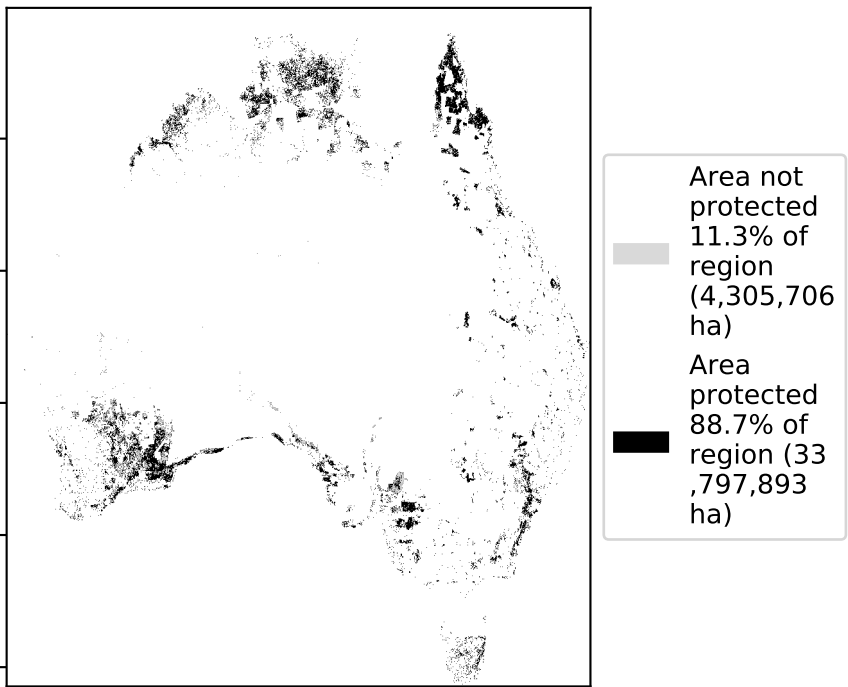 Area not
protected
11.3% of
region
(4,305,706
ha)
Area
protected
88.7% of
region (33
,797,893
ha)